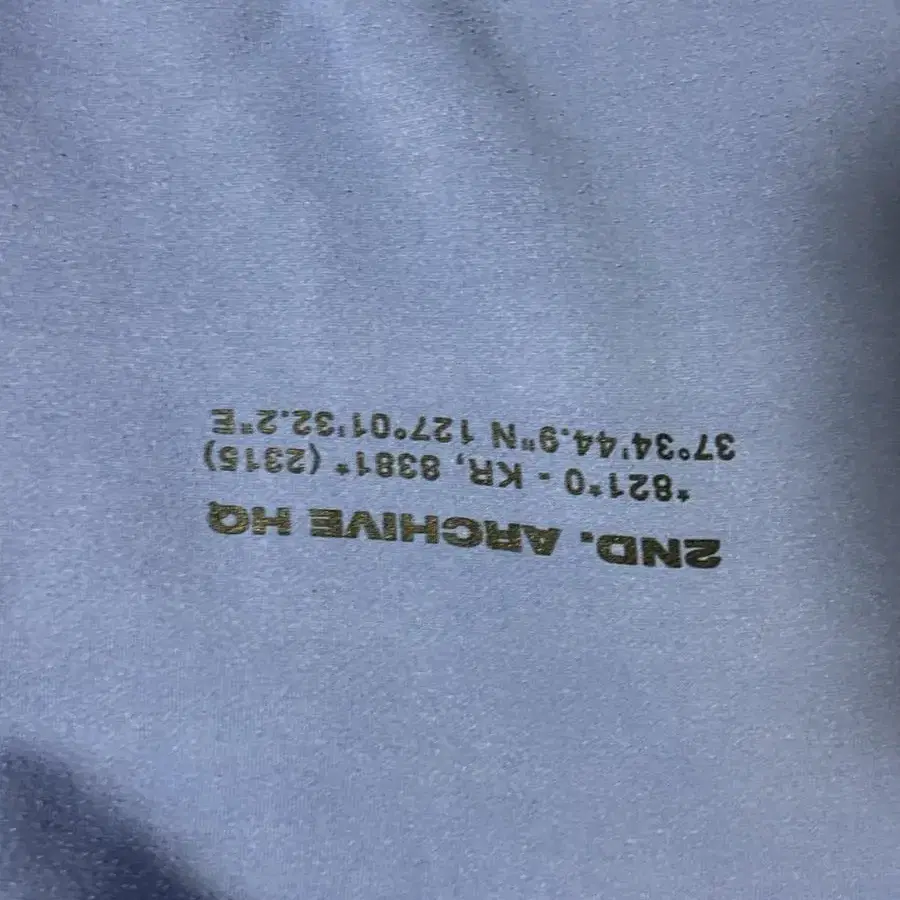 2ND. ARCHIVE HQ
*821*0 - KR, 8381* (2315)
37°34'44.9"N 127°01'32.2"E